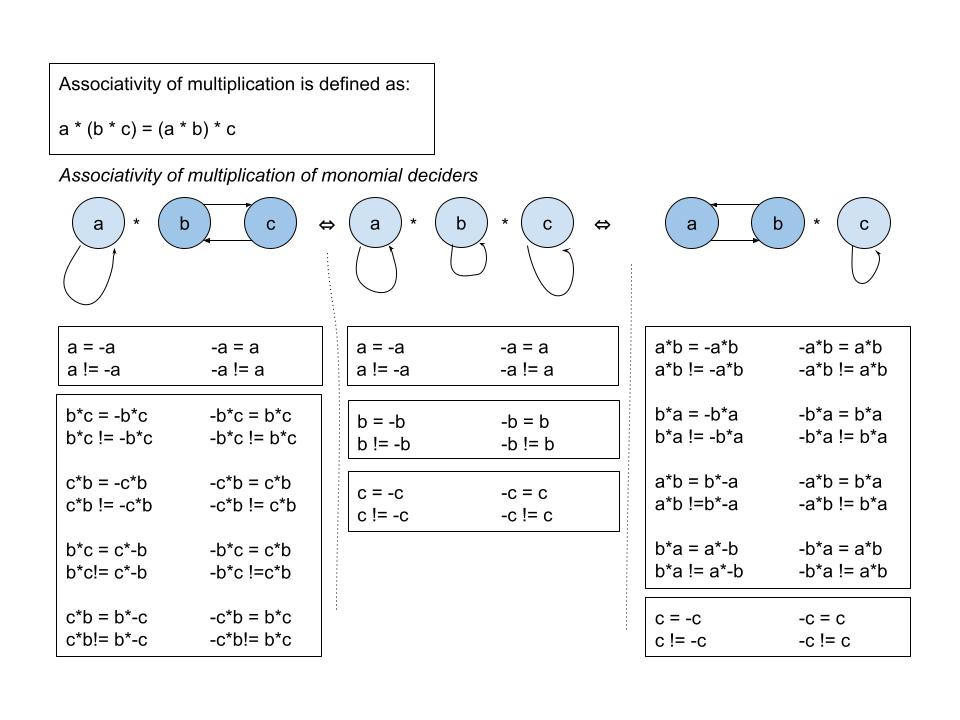 Associativity of multiplication is defined as:
a * (b * c) = (a * b) * c
Associativity of multiplication of monomial deciders
a * b c ⇔ a * b * c ⇔ a b * c
a = -a -a = a
a != -a -a != a
b*c = -b*c -b*c = b*c
b*c != -b*c -b*c != b*c
c*b = -c*b -c*b = c*b
c*b != -c*b -c*b != c*b
b*c = c*-b -b*c = c*b
b*c!= c*-b -b*c !=c*b
c*b = b*-c -c*b = b*c
c*b!= b*-c -c*b!= b*c
a = -a -a = a
a != -a -a != a
b = -b -b = b
b != -b -b != b
c = -c -c = c
c != -c -c != c
a*b = -a*b -a*b = a*b
a*b != -a*b -a*b != a*b
b*a = -b*a -b*a = b*a
b*a != -b*a -b*a != b*a
a*b = b*-a -a*b = b*a
a*b !=b*-a -a*b != b*a
b*a = a*-b -b*a = a*b
b*a != a*-b -b*a != a*b
c = -c -c = c
c != -c -c != c